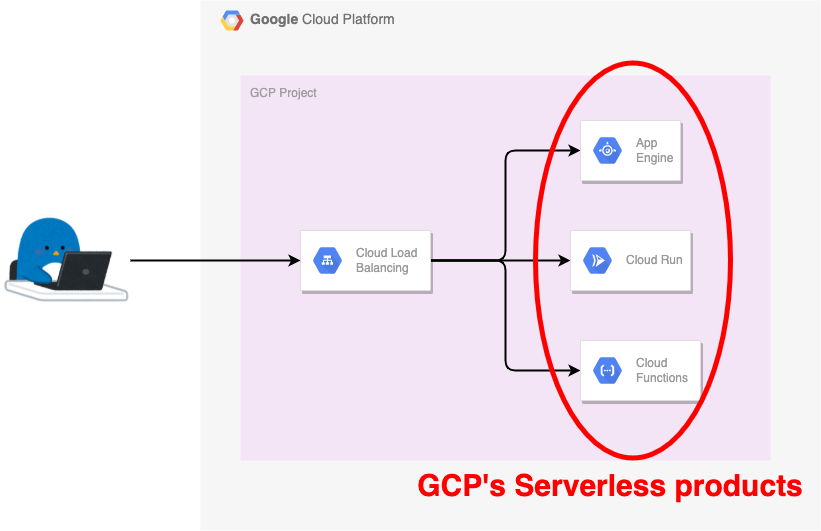 Google Cloud Platform
GCP Project
App
Engine
Cloud Load
Balancing
Cloud Run
Cloud
Functions
GCP's Serverless products